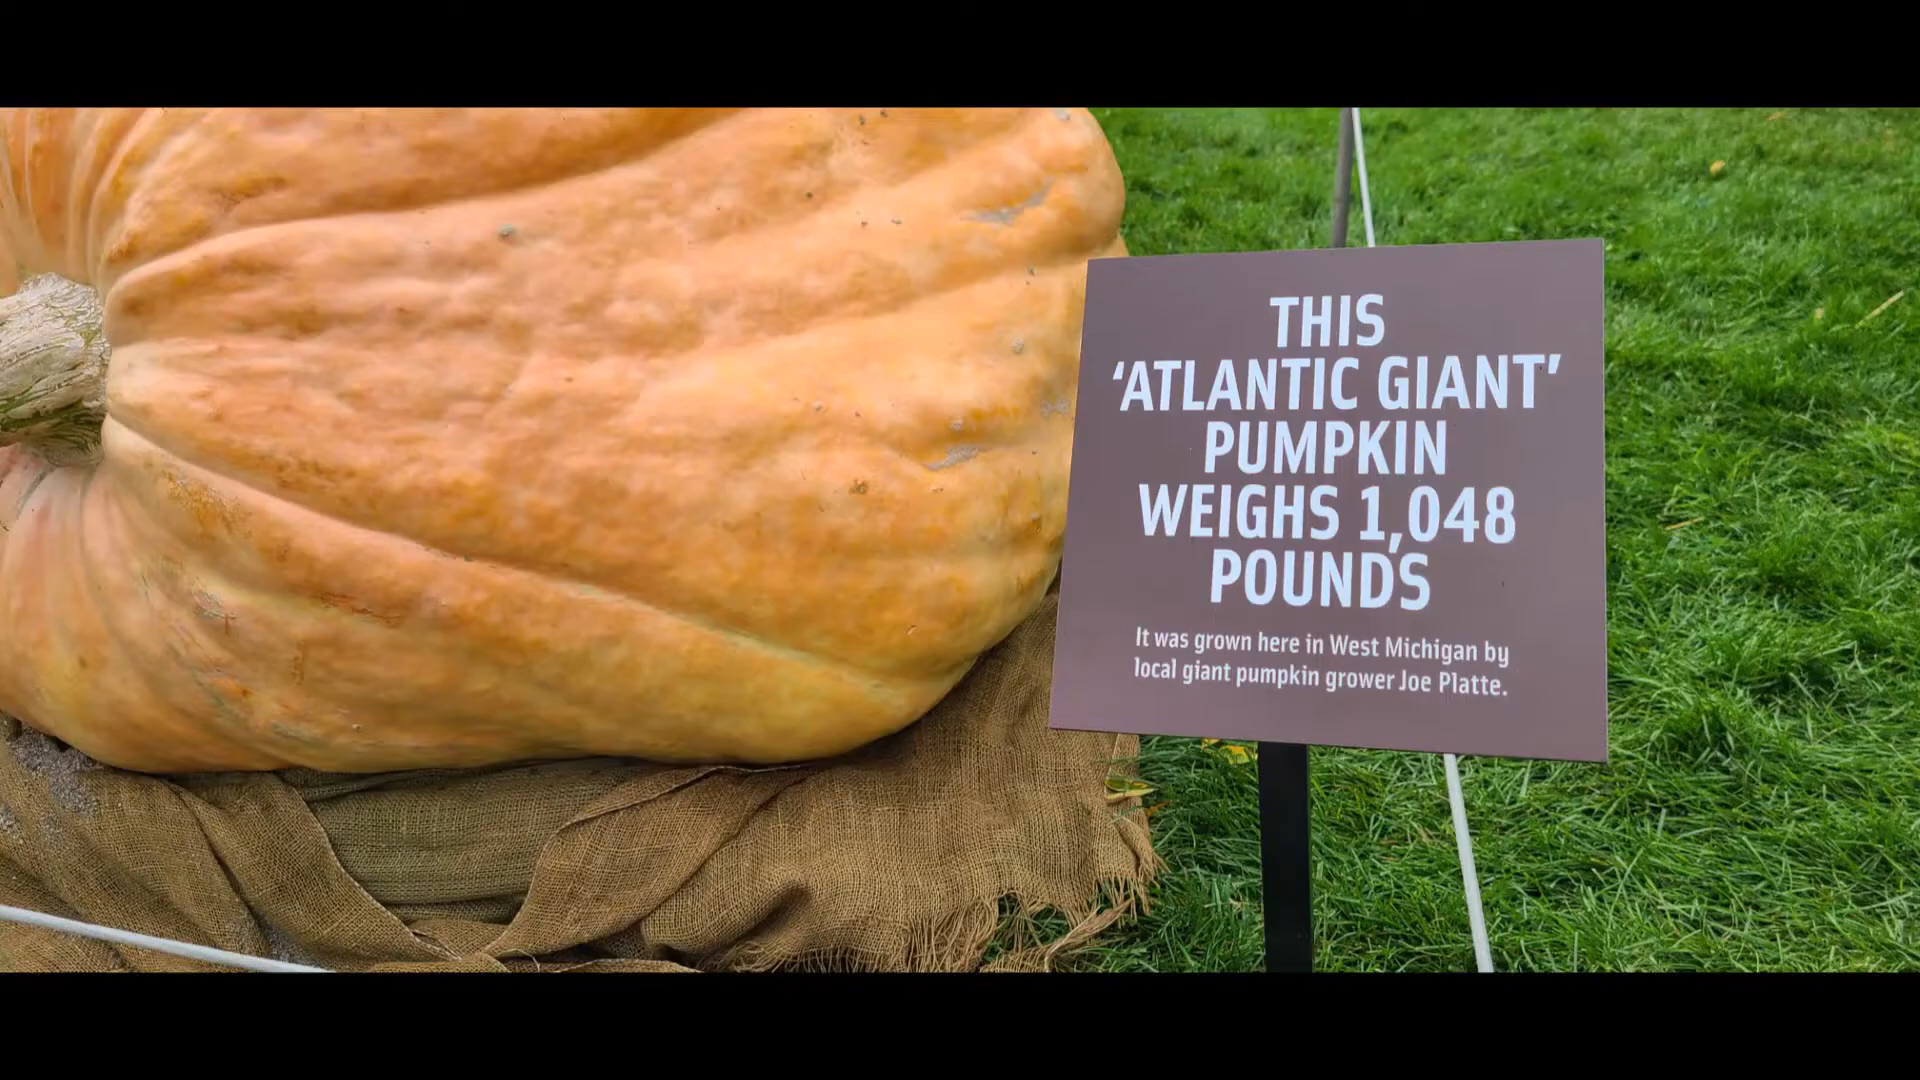 THIS
‘ATLANTIC GIANT’
PUMPKIN
WEIGHS 1,048
POUNDS
It was grown here in West Michigan by
local giant pumpkin grower Joe Platte.